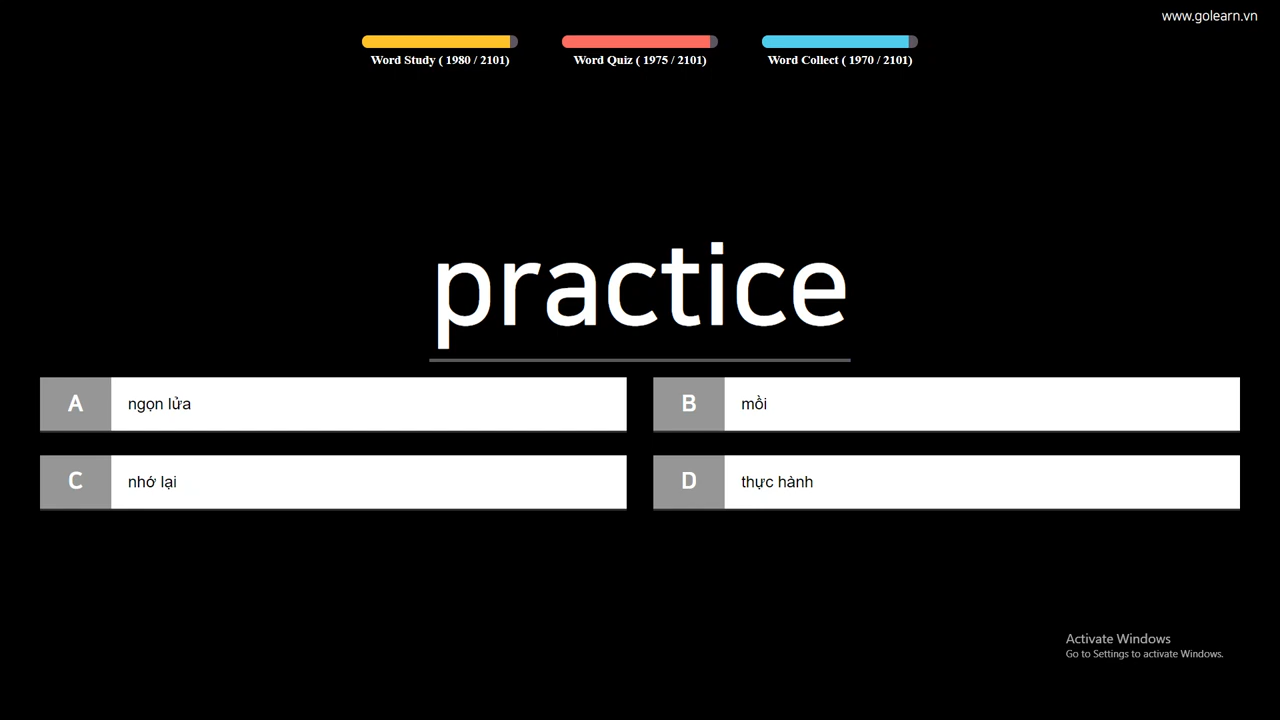 www.golearn.vn
Word Study ( 1980 / 2101)
Word Quiz ( 1975 / 2101)
Word Collect ( 1970 / 2101)
practice
A ngọn lửa
B mồi
C nhớ lại
D thực hành
Activate Windows
Go to Settings to activate Windows.